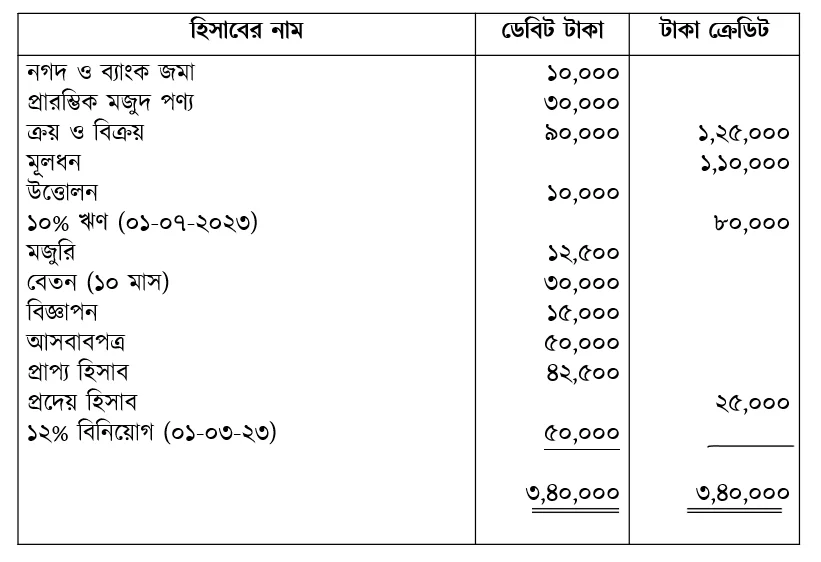 হিসাবের নাম ডেবিট টাকা টাকা ক্রেডিট
নগদ ও ব্যাংক জমা ১০,০০০
প্রারম্ভিক মজুদ পণ্য ৩০,০০০
ক্রয় ও বিক্রয় ৯০,০০০ ১,২৫,০০০
মূলধন ১,১০,০০০
উত্তোলন ১০,০০০
১০% ঋণ (০১-০৭-২০২৩) ৮০,০০০
মজুরি ১২,৫০০
বেতন (১০ মাস) ৩০,০০০
বিজ্ঞাপন ১৫,০০০
আসবাবপত্র ৫০,০০০
প্রাপ্য হিসাব ৪২,৫০০
প্রদেয় হিসাব ২৫,০০০
১২% বিনিয়োগ (০১-০৩-২৩) ৫০,০০০
৩,৪০,০০০ ৩,৪০,০০০